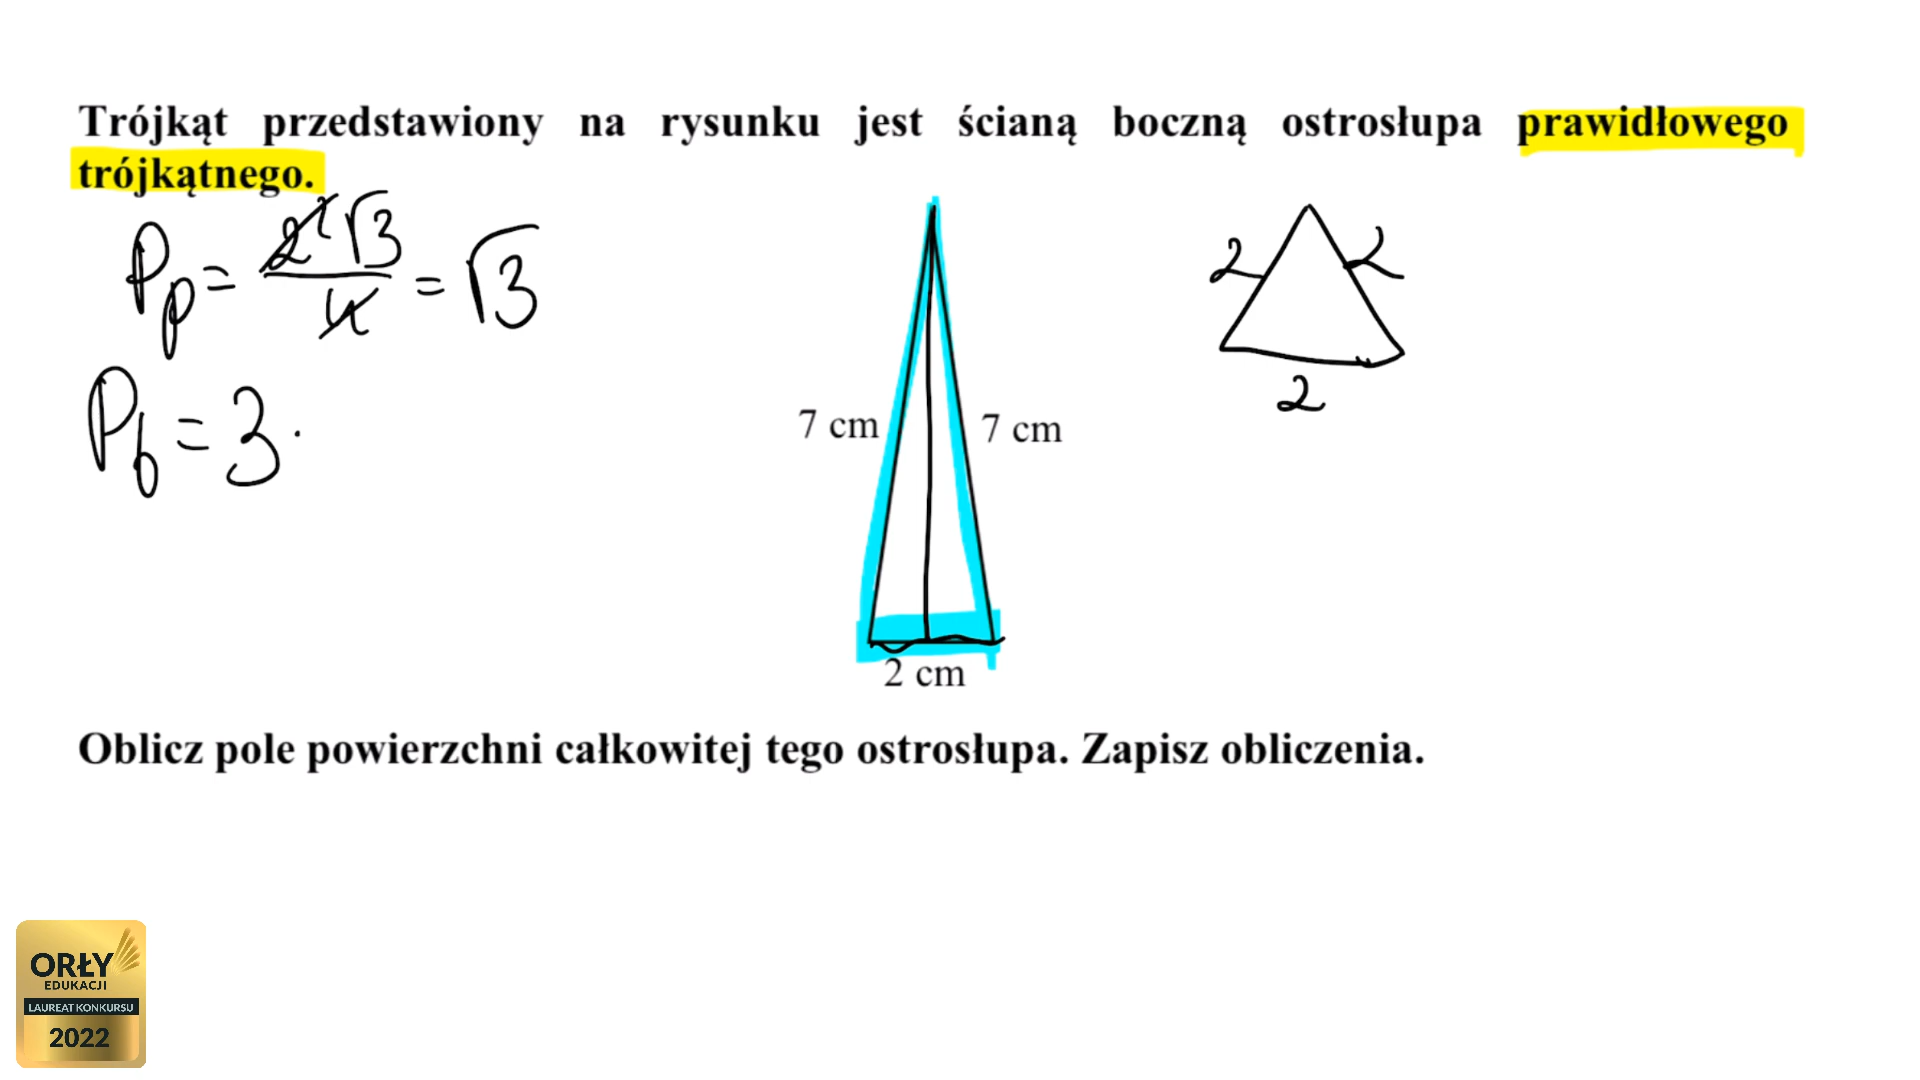 Trójkąt przedstawiony na rysunku jest ścianą boczną ostrosłupa prawidłowego
trójkątnego.
Pp = 2²√3/4 = √3
Pb = 3·
7 cm
7 cm
2 cm
2
2
2
Oblicz pole powierzchni całkowitej tego ostrosłupa. Zapisz obliczenia.
ORŁY
EDUKACJI
LAUREAT KONKURSU
2022